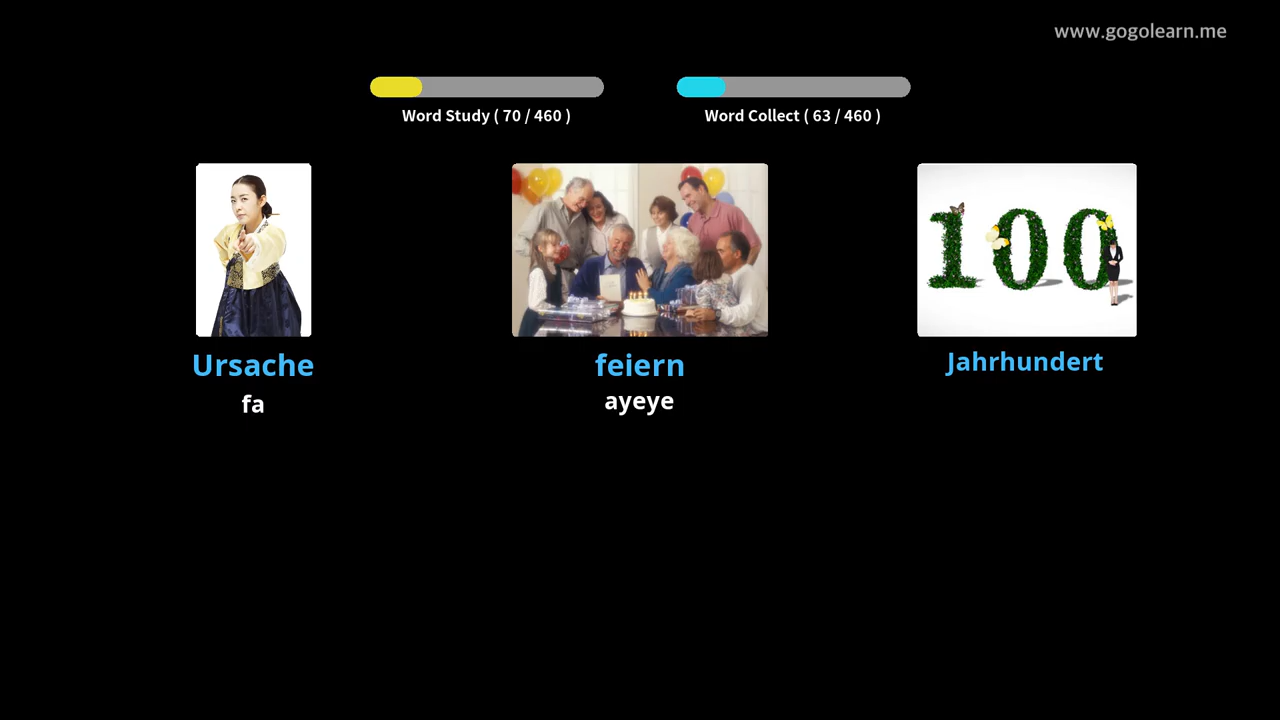 www.gogolearn.me
Word Study ( 70 / 460 )
Word Collect ( 63 / 460 )
Ursache
fa
feiern
ayeye
Jahrhundert